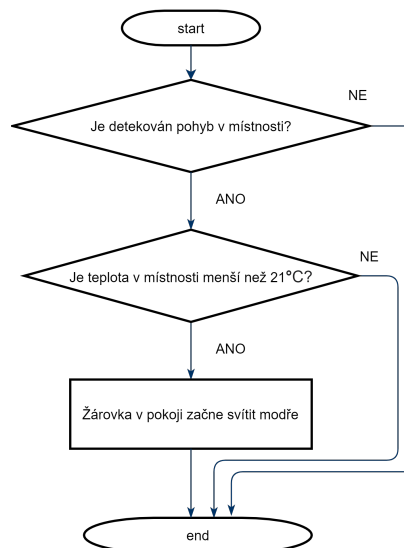 start
NE
Je detekován pohyb v místnosti?
ANO
NE
Je teplota v místnosti menší než 21°C?
ANO
Žárovka v pokoji začne svítit modře
end